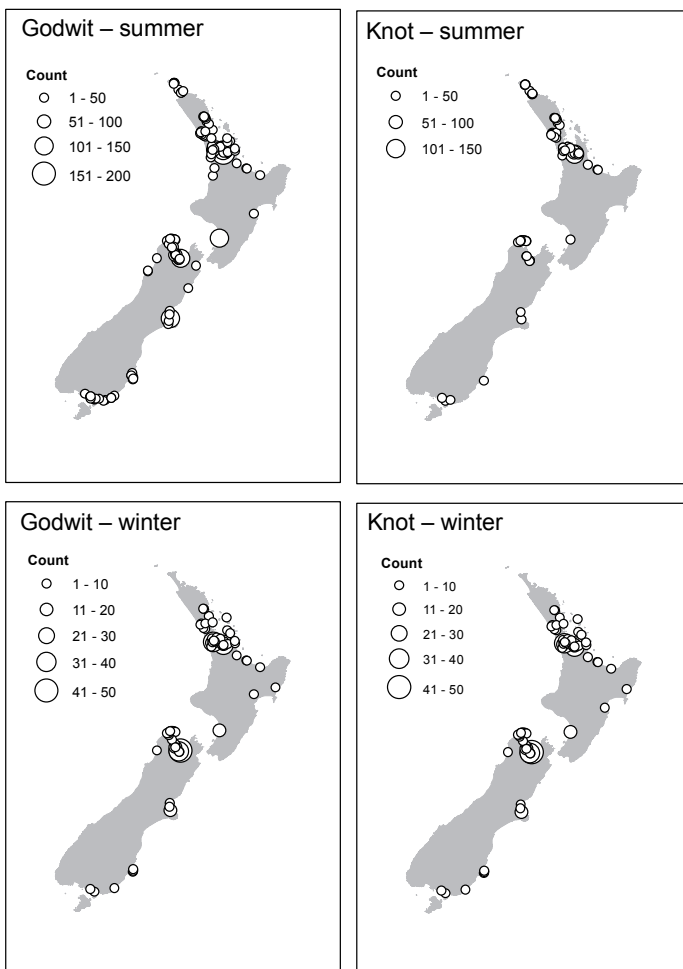 Godwit – summer
Count
1 - 50
51 - 100
101 - 150
151 - 200
Knot – summer
Count
1 - 50
51 - 100
101 - 150
Godwit – winter
Count
1 - 10
11 - 20
21 - 30
31 - 40
41 - 50
Knot – winter
Count
1 - 10
11 - 20
21 - 30
31 - 40
41 - 50